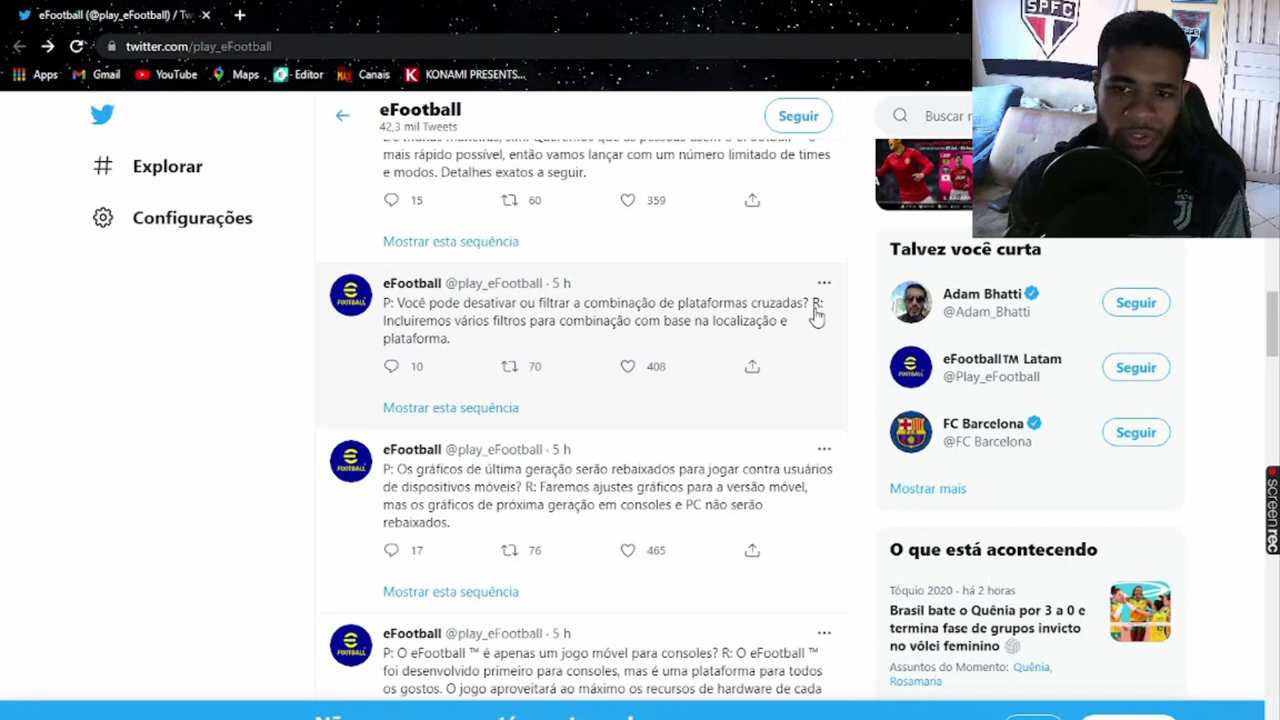 eFootball (@play_eFootball) / Tw
twitter.com/play_eFootball
Apps
Gmail
YouTube
Maps
Editor
Canais
KONAMI PRESENTS...
SPFC
eFootball
42,3 mil Tweets
Seguir
Buscar
Explorar
Configurações
mais rápido possível, então vamos lançar com um número limitado de times
e modos. Detalhes exatos a seguir.
15 60 359
Mostrar esta sequência
eFootball @play_eFootball · 5 h
P: Você pode desativar ou filtrar a combinação de plataformas cruzadas? R:
Incluiremos vários filtros para combinação com base na localização e
plataforma.
10 70 408
Mostrar esta sequência
eFootball @play_eFootball · 5 h
P: Os gráficos de última geração serão rebaixados para jogar contra usuários
de dispositivos móveis? R: Faremos ajustes gráficos para a versão móvel,
mas os gráficos de próxima geração em consoles e PC não serão
rebaixados.
17 76 465
Mostrar esta sequência
eFootball @play_eFootball · 5 h
P: O eFootball ™ é apenas um jogo móvel para consoles? R: O eFootball ™
foi desenvolvido primeiro para consoles, mas é uma plataforma para todos
os gostos. O jogo aproveitará ao máximo os recursos de hardware de cada
Talvez você curta
Adam Bhatti
@Adam_Bhatti
Seguir
eFootball™ Latam
@Play_eFootball
Seguir
FC Barcelona
@FC Barcelona
Seguir
Mostrar mais
O que está acontecendo
Tóquio 2020 · há 2 horas
Brasil bate o Quênia por 3 a 0 e
termina fase de grupos invicto
no vôlei feminino
Assuntos do Momento: Quênia,
Rosamaria
screenrec